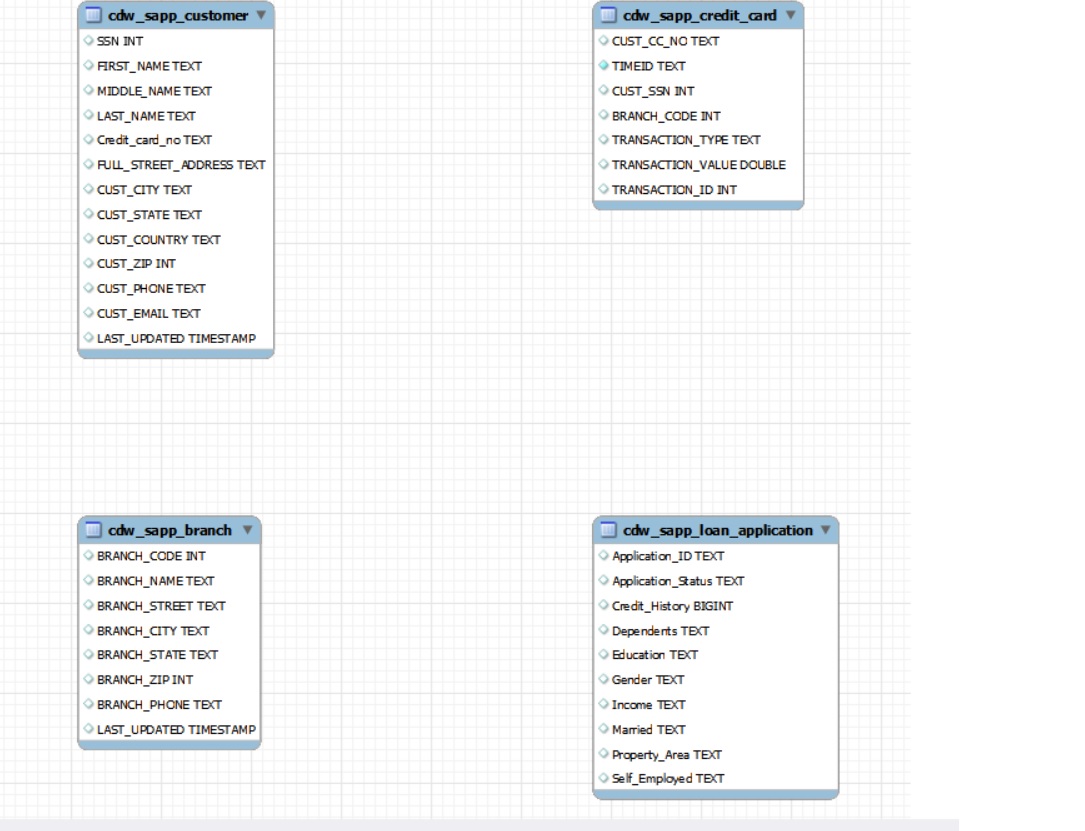 cdw_sapp_customer
SSN INT
FIRST_NAME TEXT
MIDDLE_NAME TEXT
LAST_NAME TEXT
Credit_card_no TEXT
FULL_STREET_ADDRESS TEXT
CUST_CITY TEXT
CUST_STATE TEXT
CUST_COUNTRY TEXT
CUST_ZIP INT
CUST_PHONE TEXT
CUST_EMAIL TEXT
LAST_UPDATED TIMESTAMP
cdw_sapp_credit_card
CUST_CC_NO TEXT
TIMEID TEXT
CUST_SSN INT
BRANCH_CODE INT
TRANSACTION_TYPE TEXT
TRANSACTION_VALUE DOUBLE
TRANSACTION_ID INT
cdw_sapp_branch
BRANCH_CODE INT
BRANCH_NAME TEXT
BRANCH_STREET TEXT
BRANCH_CITY TEXT
BRANCH_STATE TEXT
BRANCH_ZIP INT
BRANCH_PHONE TEXT
LAST_UPDATED TIMESTAMP
cdw_sapp_loan_application
Application_ID TEXT
Application_Status TEXT
Credit_History BIGINT
Dependents TEXT
Education TEXT
Gender TEXT
Income TEXT
Married TEXT
Property_Area TEXT
Self_Employed TEXT